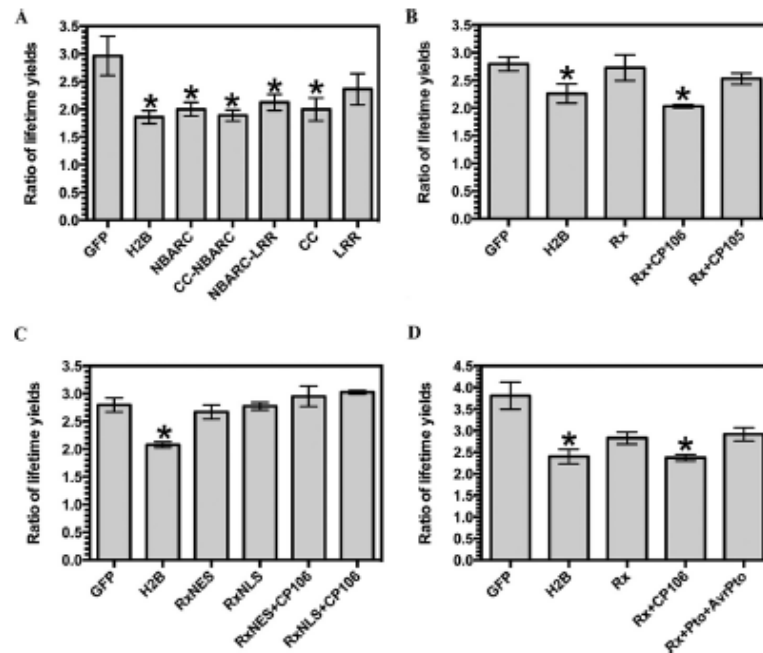 A
Ratio of lifetime yields
3.5
3.0
2.5
2.0
1.5
1.0
0.5
0.0
*
*
*
*
*
GFP
H2B
NBARC
CC-NBARC
NBARC-LRR
CC
LRR
B
Ratio of lifetime yields
3.5
3.0
2.5
2.0
1.5
1.0
0.5
0.0
*
*
GFP
H2B
Rx
Rx+CP106
Rx+CP105
C
Ratio of lifetime yields
3.5
3.0
2.5
2.0
1.5
1.0
0.5
0.0
*
GFP
H2B
RxNES
RxNLS
RxNES+CP106
RxNLS+CP106
D
Ratio of lifetime yields
4.5
4.0
3.5
3.0
2.5
2.0
1.5
1.0
0.5
0.0
*
*
GFP
H2B
Rx
Rx+CP106
Rx+Pto+AvrPto